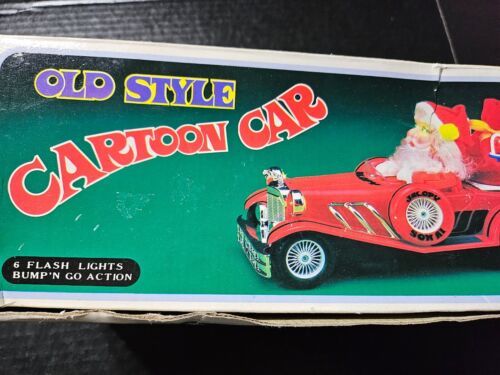 OLD STYLE
CARTOON CAR
6 FLASH LIGHTS
BUMP'N GO ACTION